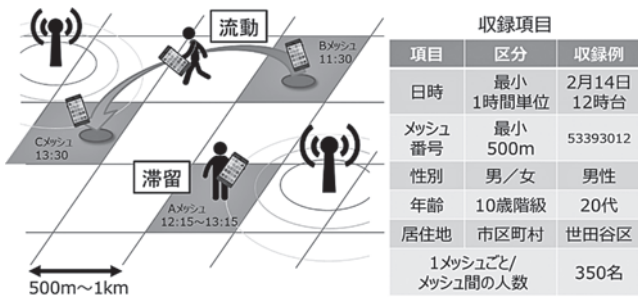 流動
Bメッシュ
11:30
Cメッシュ
13:30
滞留
Aメッシュ
12:15～13:15
500m～1km
収録項目
項目 区分 収録例
日時 最小
1時間単位 2月14日
12時台
メッシュ
番号 最小
500m 53393012
性別 男／女 男性
年齢 10歳階級 20代
居住地 市区町村 世田谷区
1メッシュごと/
メッシュ間の人数 350名